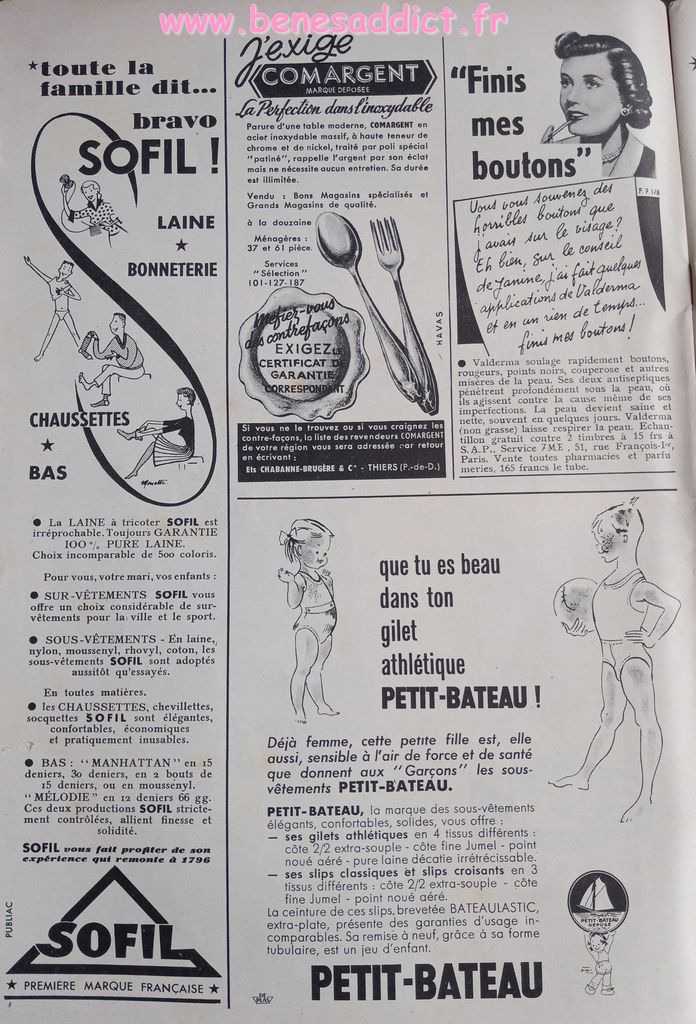 www.benesaddict.fr
*toute la
famille dit...
bravo
SOFIL !
LAINE
★
BONNETERIE
CHAUSSETTES
★
BAS
● La LAINE à tricoter SOFIL est
irréprochable. Toujours GARANTIE
100 % PURE LAINE.
Choix incomparable de 500 coloris.
Pour vous, votre mari, vos enfants :
● SUR-VÊTEMENTS SOFIL vous
offre un choix considérable de sur-
vêtements pour la ville et le sport.
● SOUS-VÊTEMENTS - En laine,
nylon, moussenyl, rhovyl, coton, les
sous-vêtements SOFIL sont adoptés
aussitôt qu'essayés.
En toutes matières,
● les CHAUSSETTES, chevillettes,
socquettes SOFIL sont élégantes,
confortables, économiques
et pratiquement inusables.
● BAS : "MANHATTAN" en 15
deniers, 30 deniers, en 2 bouts de
15 deniers, ou en moussenyl.
"MÉLODIE" en 12 deniers 66 gg.
Ces deux productions SOFIL stricte-
ment contrôlées, allient finesse et
solidité.
SOFIL vous fait profiter de son
expérience qui remonte à 1796
PUBLIAC
SOFIL
★ PREMIÈRE MARQUE FRANÇAISE ★
J'exige
COMARGENT
MARQUE DEPOSEE
La Perfection dans l'inoxydable
Parure d'une table moderne, COMARGENT en
acier inoxydable massif, à haute teneur de
chrome et de nickel, traité par poli spécial
"patiné", rappelle l'argent par son éclat
mais ne nécessite aucun entretien. Sa durée
est illimitée.
Vendu : Bons Magasins spécialisés et
Grands Magasins de qualité.
à la douzaine
Ménagères :
37 et 61 pièces
Services
"Sélection"
101-127-187
Méfiez-vous
des contrefaçons
EXIGEZ LE
CERTIFICAT DE
GARANTIE
CORRESPONDANT
HAVAS
Si vous ne le trouvez ou si vous craignez les
contre-façons, la liste des revendeurs COMARGENT
de votre région vous sera adressée par retour
en écrivant :
Ets CHABANNE-BRUGÈRE & Cie - THIERS (P.-de-D.)
"Finis
mes
boutons"
F.7 1/8
Vous vous souvenez des
horribles boutons que
j'avais sur le visage ?
Eh bien, sur le conseil
de Janine, j'ai fait quelques
applications de Valderma
et en un rien de temps...
finis mes boutons !
● Valderma soulage rapidement boutons,
rougeurs, points noirs, couperose et autres
misères de la peau. Ses deux antiseptiques
pénètrent profondément sous la peau, où
ils agissent contre la cause même de ses
imperfections. La peau devient saine et
nette, souvent en quelques jours. Valderma
(non grasse) laisse respirer la peau. Echan-
tillon gratuit contre 2 timbres à 15 frs à
S.A.P., Service 7ME, 51, rue François-Ier,
Paris. Vente toutes pharmacies et parfu
meries, 165 francs le tube.
que tu es beau
dans ton
gilet
athlétique
PETIT-BATEAU !
Déjà femme, cette petite fille est, elle
aussi, sensible à l'air de force et de santé
que donnent aux "Garçons" les sous-
vêtements PETIT-BATEAU.
PETIT-BATEAU, la marque des sous-vêtements
élégants, confortables, solides, vous offre :
— ses gilets athlétiques en 4 tissus différents :
côte 2/2 extra-souple - côte fine Jumel - point
noué aéré - pure laine décatie irrétrécissable.
— ses slips classiques et slips croisants en 3
tissus différents : côte 2/2 extra-souple - côte
fine Jumel - point noué aéré.
La ceinture de ces slips, brevetée BATEAULASTIC,
extra-plate, présente des garanties d'usage in-
comparables. Sa remise à neuf, grâce à sa forme
tubulaire, est un jeu d'enfant.
PETIT-BATEAU
DÉPOSÉ
PETIT-BATEAU